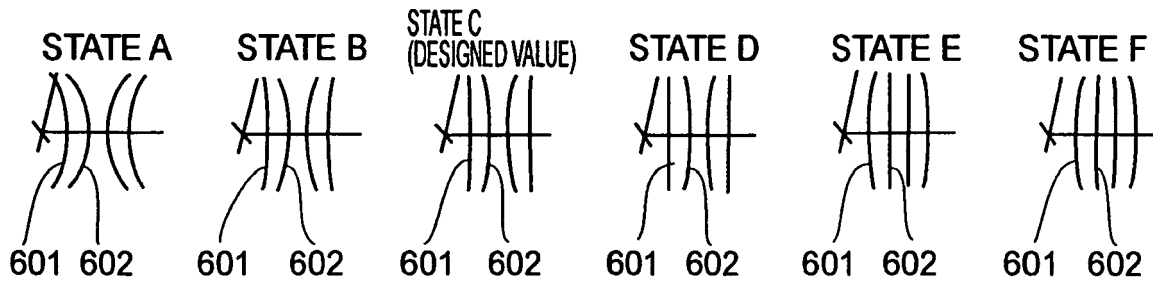 STATE A
STATE B
STATE C
(DESIGNED VALUE)
STATE D
STATE E
STATE F
601 602
601 602
601 602
601 602
601 602
601 602